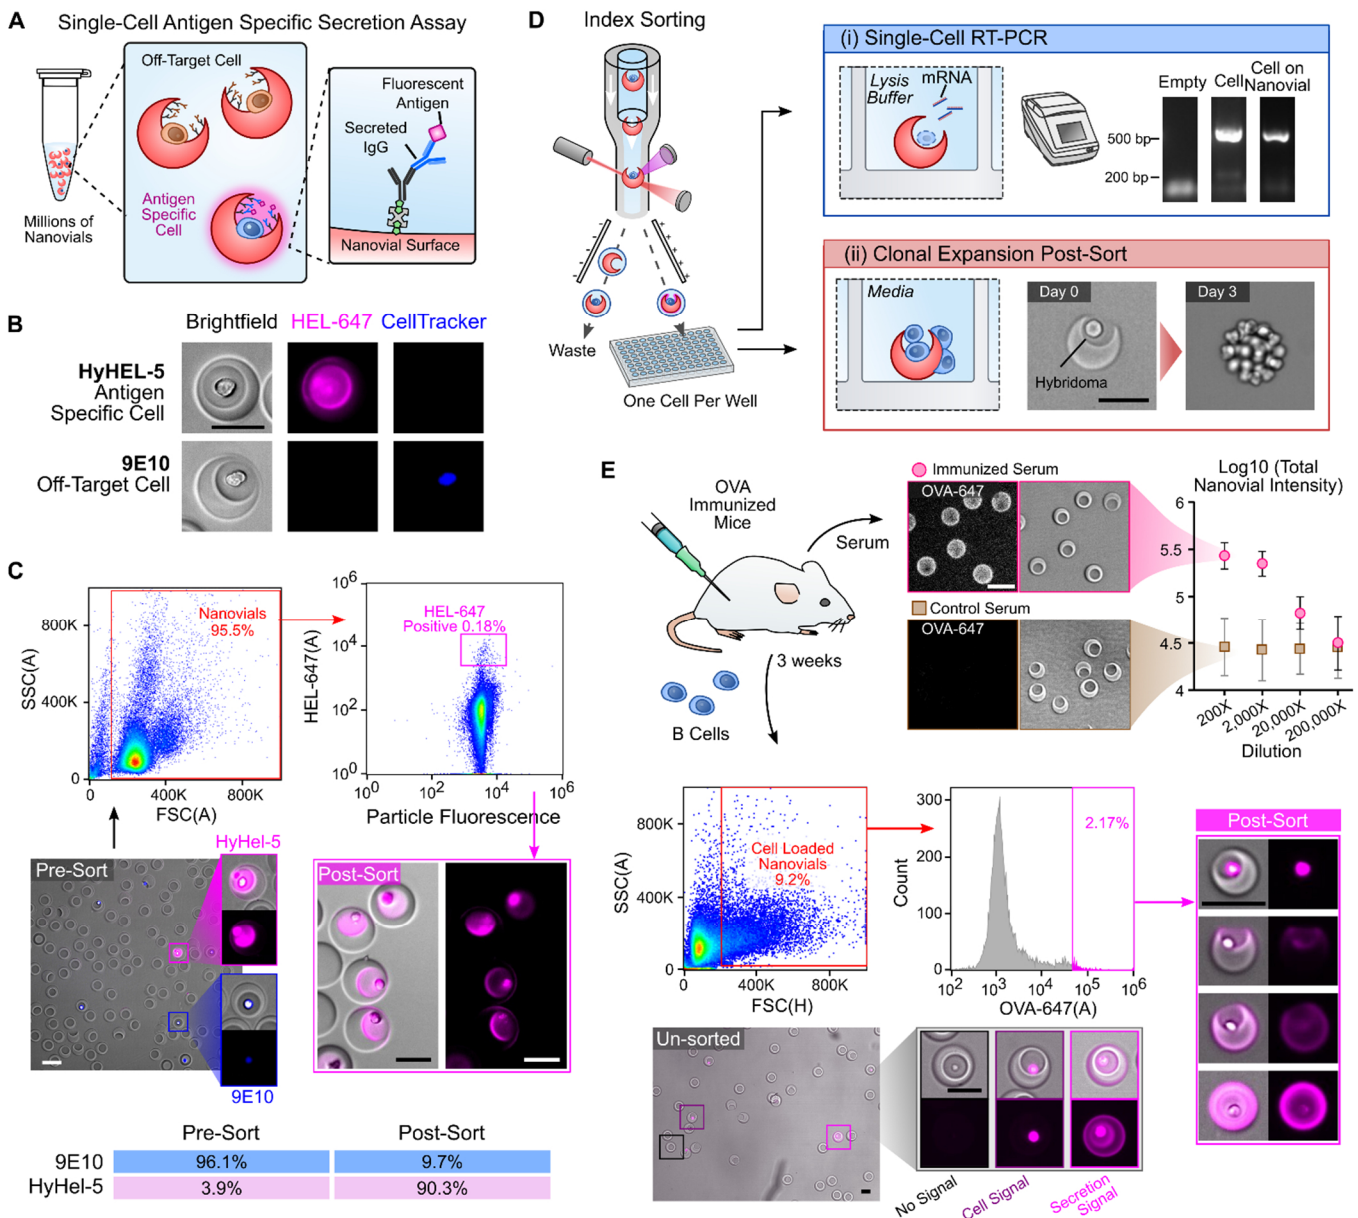 A
Single-Cell Antigen Specific Secretion Assay
Off-Target Cell
Antigen
Specific
Cell
Millions of
Nanovials
Fluorescent
Antigen
Secreted
IgG
Nanovial Surface
B
Brightfield
HEL-647
CellTracker
HyHEL-5
Antigen
Specific Cell
9E10
Off-Target Cell
C
SSC(A)
800K
400K
0
Nanovials
95.5%
0
400K
800K
FSC(A)
HEL-647(A)
10^6
10^4
10^2
10^0
HEL-647
Positive 0.18%
10^0
10^2
10^4
10^6
Particle Fluorescence
Pre-Sort
HyHel-5
9E10
Post-Sort
Pre-Sort
Post-Sort
9E10
96.1%
9.7%
HyHel-5
3.9%
90.3%
D
Index Sorting
Waste
One Cell Per Well
(i) Single-Cell RT-PCR
Lysis
Buffer
mRNA
Empty
Cell
Cell on
Nanovial
500 bp
200 bp
(ii) Clonal Expansion Post-Sort
Media
Day 0
Hybridoma
Day 3
E
OVA
Immunized
Mice
Serum
3 weeks
B Cells
Immunized Serum
OVA-647
Control Serum
OVA-647
Log10 (Total
Nanovial Intensity)
6
5.5
5
4.5
4
200X
2,000X
20,000X
200,000X
Dilution
SSC(A)
800K
400K
0
Cell Loaded
Nanovials
9.2%
0
400K
800K
FSC(H)
Count
300
200
100
0
2.17%
10^2
10^3
10^4
10^5
10^6
OVA-647(A)
Post-Sort
Un-sorted
No Signal
Cell Signal
Secretion
Signal